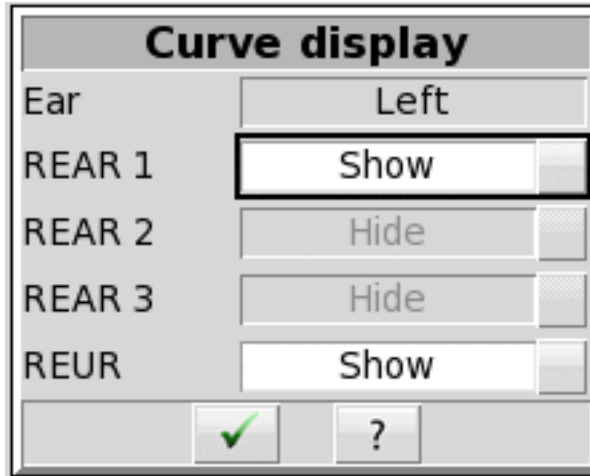 Curve display
Ear Left
REAR 1 Show
REAR 2 Hide
REAR 3 Hide
REUR Show
?